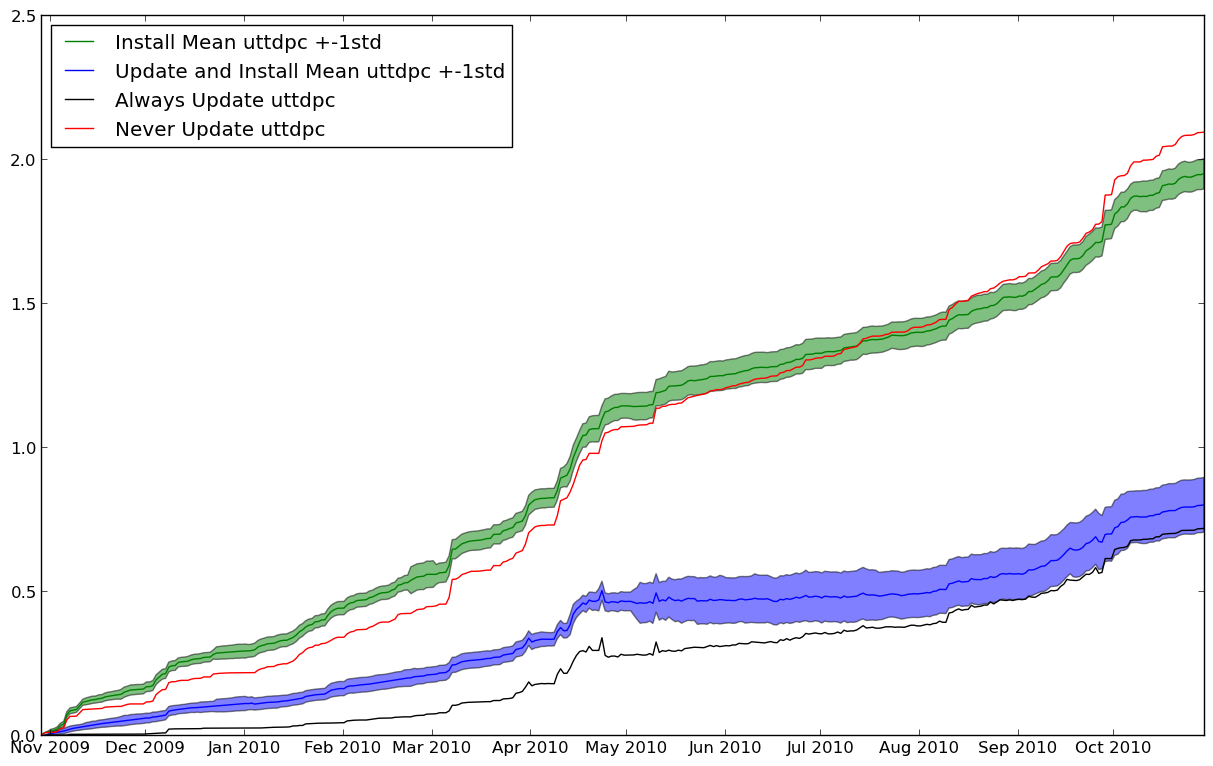 2.5
Install Mean uttdpc +-1std
Update and Install Mean uttdpc +-1std
Always Update uttdpc
Never Update uttdpc
2.0
1.5
1.0
0.5
0.0
Nov 2009 Dec 2009 Jan 2010 Feb 2010 Mar 2010 Apr 2010 May 2010 Jun 2010 Jul 2010 Aug 2010 Sep 2010 Oct 2010